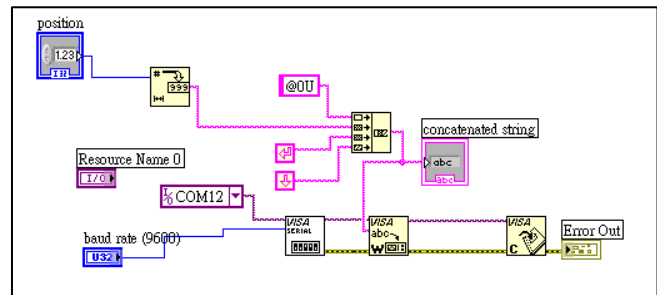 position
1.23
I32
#
999
@0U
concatenated string
abc
abc
Resource Name 0
I/O
I/O COM12
baud rate (9600)
U32
VISA
SERIAL
VISA
abc
W
VISA
C
Error Out